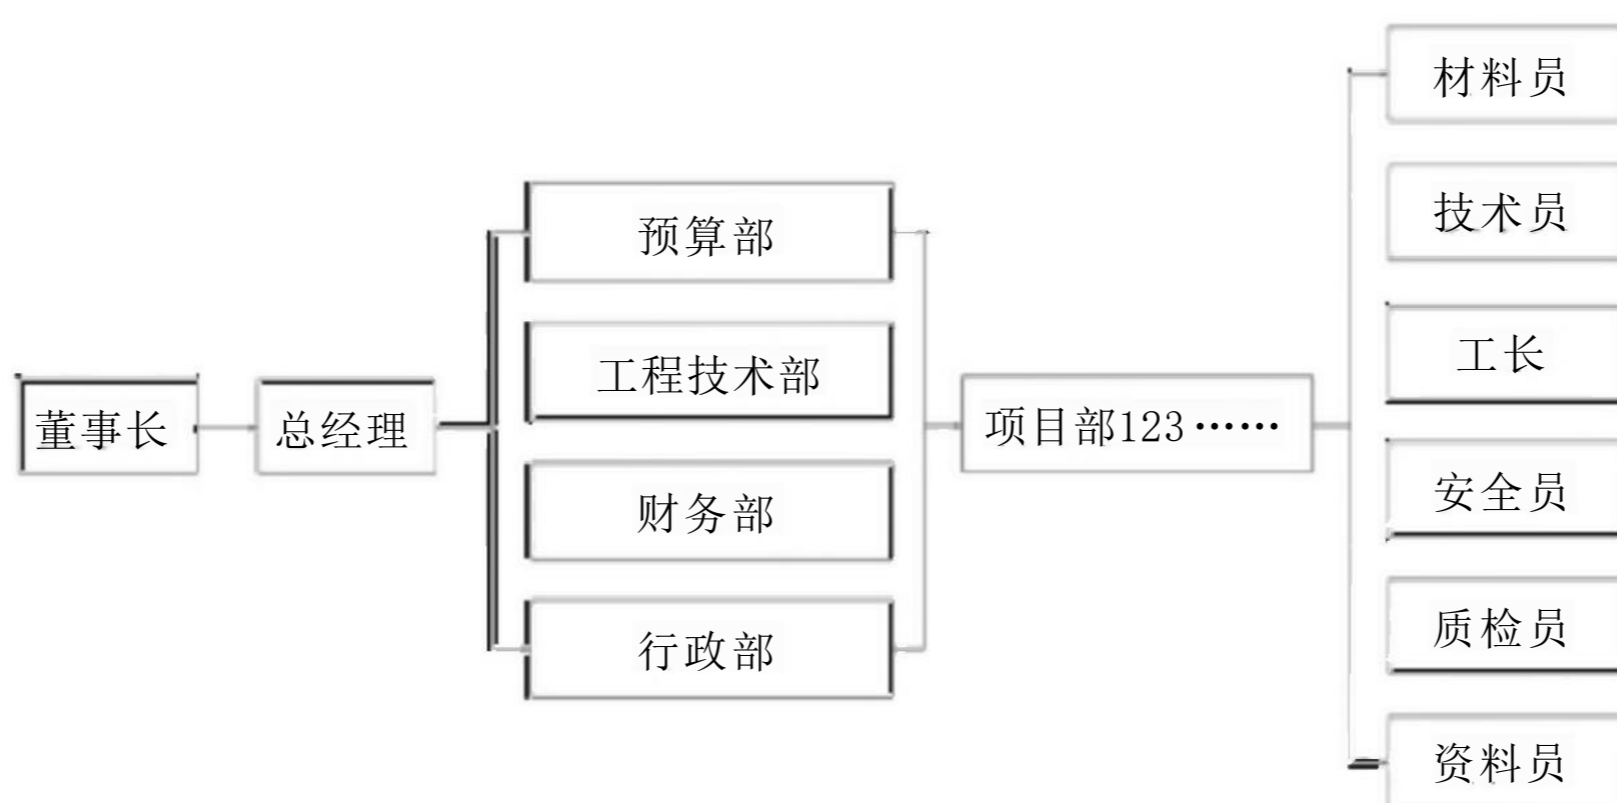 董事长
总经理
预算部
工程技术部
财务部
行政部
项目部123……
材料员
技术员
工长
安全员
质检员
资料员